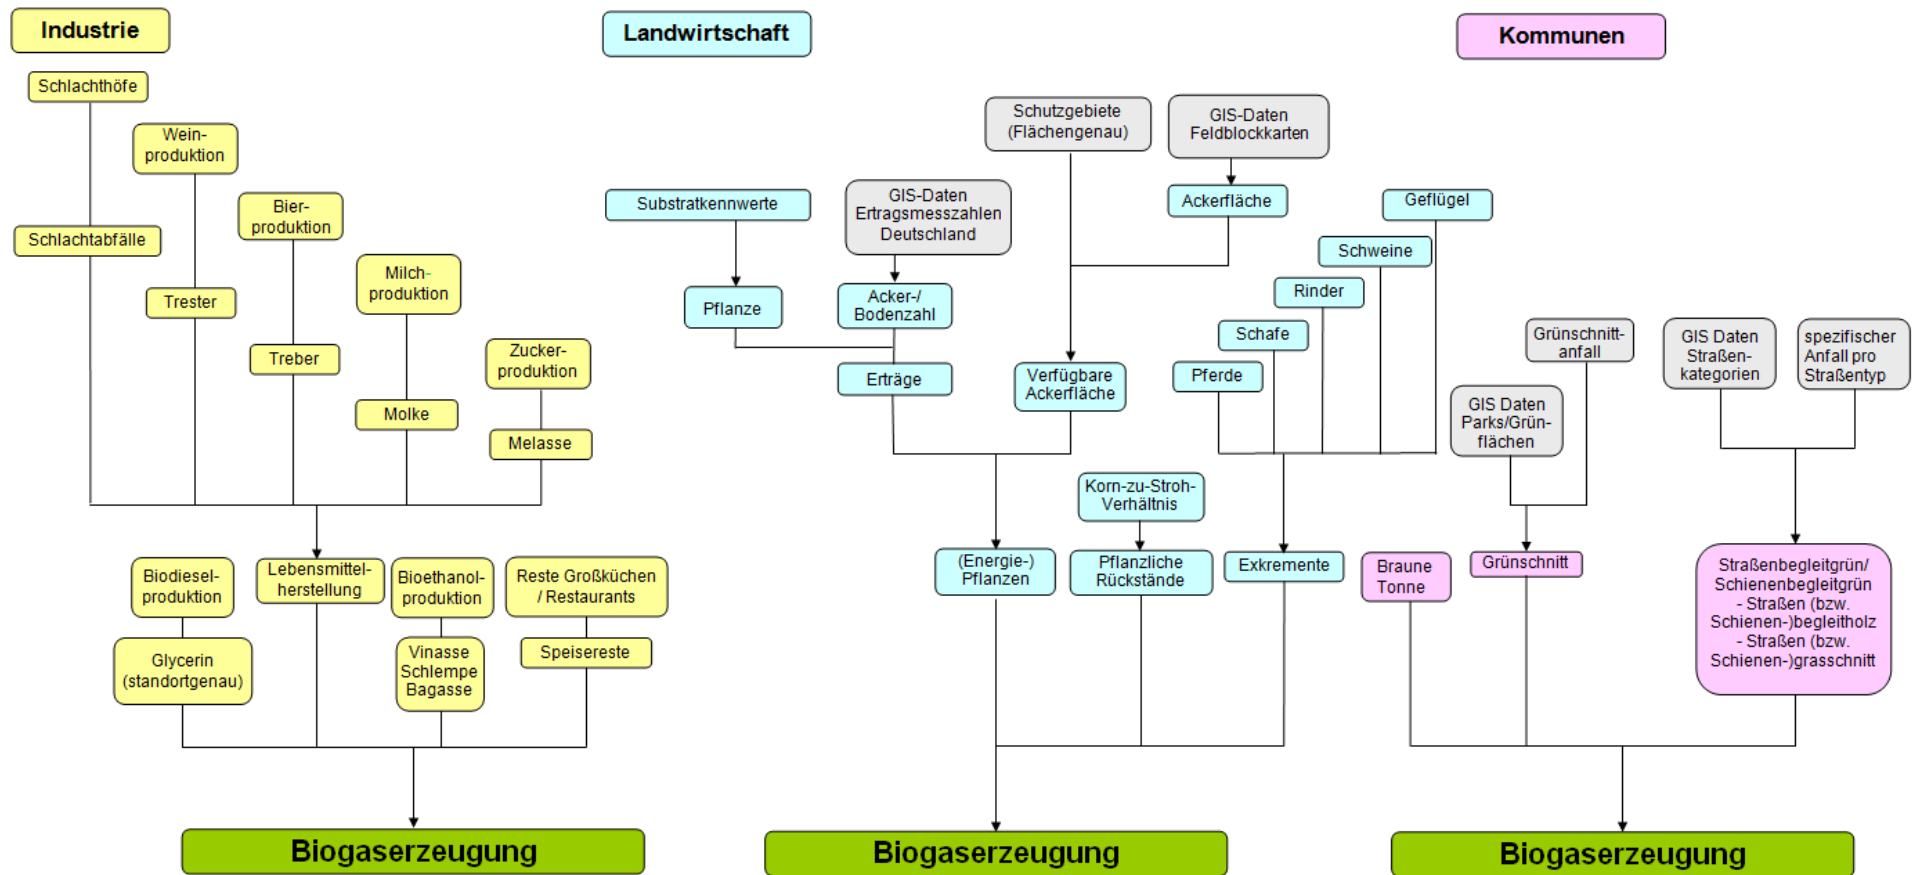 Industrie
Schlachthöfe
Wein-
produktion
Bier-
produktion
Schlachtabfälle
Milch-
produktion
Trester
Zucker-
produktion
Treber
Molke
Melasse
Biodiesel-
produktion
Lebensmittel-
herstellung
Bioethanol-
produktion
Reste Großküchen
/ Restaurants
Glycerin
(standortgenau)
Vinasse
Schlempe
Bagasse
Speisereste
Biogaserzeugung
Landwirtschaft
Schutzgebiete
(Flächengenau)
GIS-Daten
Feldblockkarten
Substratkennwerte
GIS-Daten
Ertragsmesszahlen
Deutschland
Ackerfläche
Geflügel
Schweine
Rinder
Pflanze
Acker-/
Bodenzahl
Schafe
Erträge
Verfügbare
Ackerfläche
Pferde
Korn-zu-Stroh-
Verhältnis
(Energie-)
Pflanzen
Pflanzliche
Rückstände
Exkremente
Biogaserzeugung
Kommunen
Grünschnitt-
anfall
GIS Daten
Straßen-
kategorien
spezifischer
Anfall pro
Straßentyp
GIS Daten
Parks/Grün-
flächen
Braune
Tonne
Grünschnitt
Straßenbegleitgrün/
Schienenbegleitgrün
- Straßen (bzw.
Schienen-)begleitholz
- Straßen (bzw.
Schienen-)grasschnitt
Biogaserzeugung